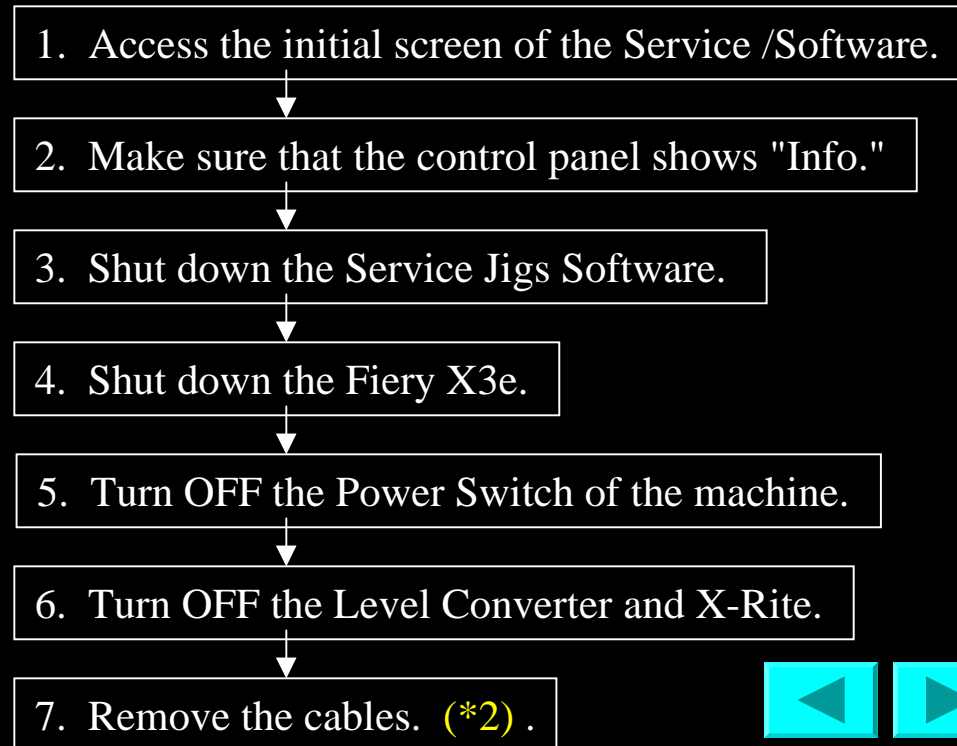 1. Access the initial screen of the Service /Software.
2. Make sure that the control panel shows "Info."
3. Shut down the Service Jigs Software.
4. Shut down the Fiery X3e.
5. Turn OFF the Power Switch of the machine.
6. Turn OFF the Level Converter and X-Rite.
7. Remove the cables. (*2) .